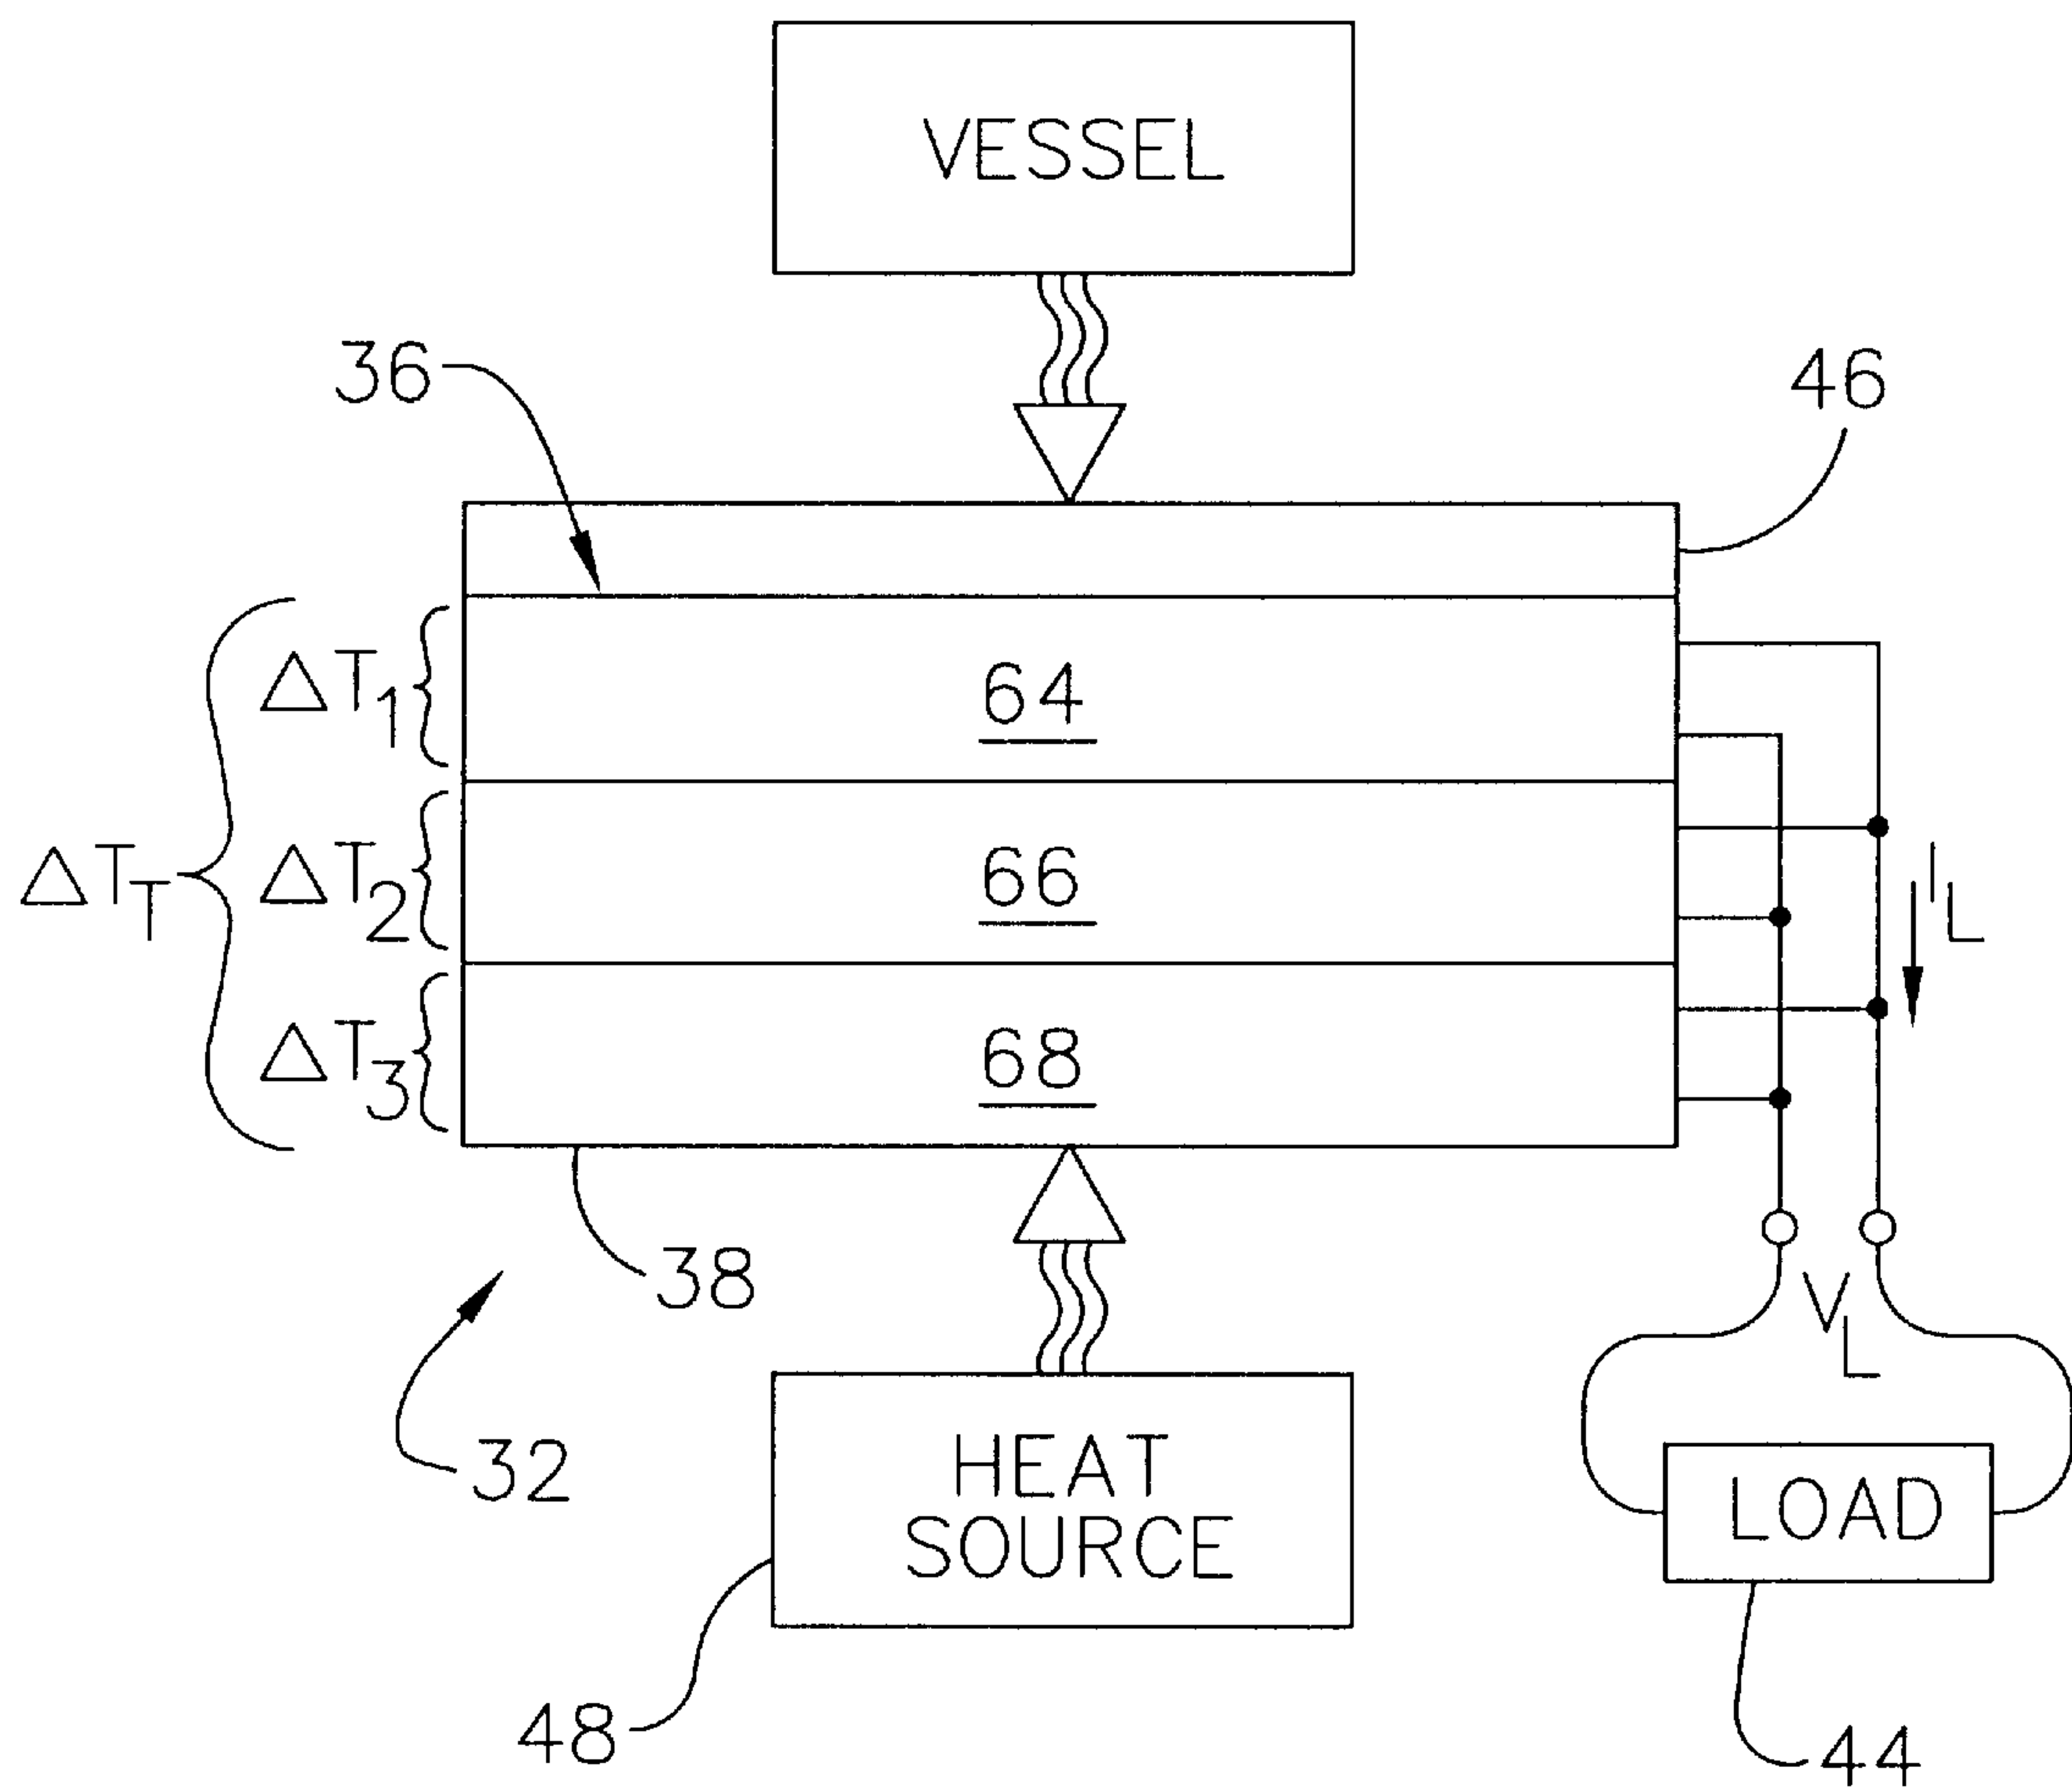 VESSEL
36
46
ΔT1
64
ΔTT
ΔT2
66
IL
ΔT3
68
38
VL
32
HEAT
SOURCE
LOAD
48
44